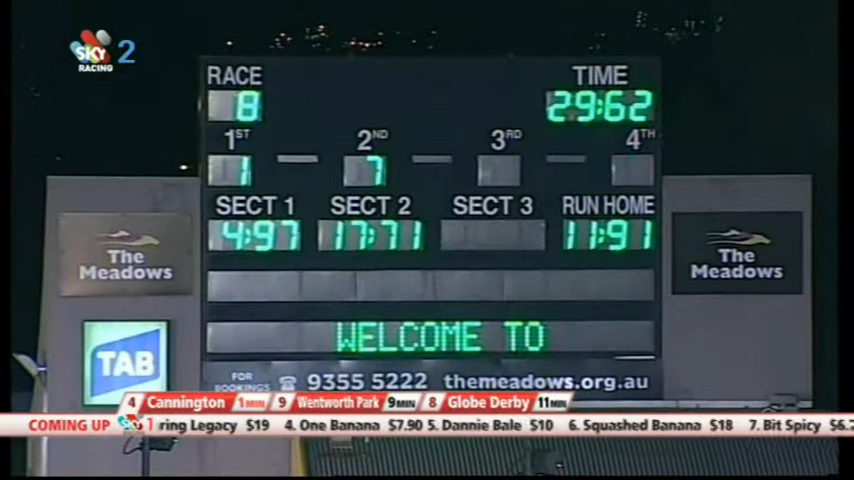 SKY 2
RACING
RACE TIME
8 29:62
1ST 2ND 3RD 4TH
1 7
SECT 1 SECT 2 SECT 3 RUN HOME
4:97 17:71 11:91
The
Meadows
The
Meadows
WELCOME TO
TAB
FOR
BOOKINGS 9355 5222 themeadows.org.au
4 Cannington 1MIN 9 Wentworth Park 9MIN 8 Globe Derby 11MIN
COMING UP SKY 1 ring Legacy $19 4. One Banana $7.90 5. Dannie Bale $10 6. Squashed Banana $18 7. Bit Spicy $6.